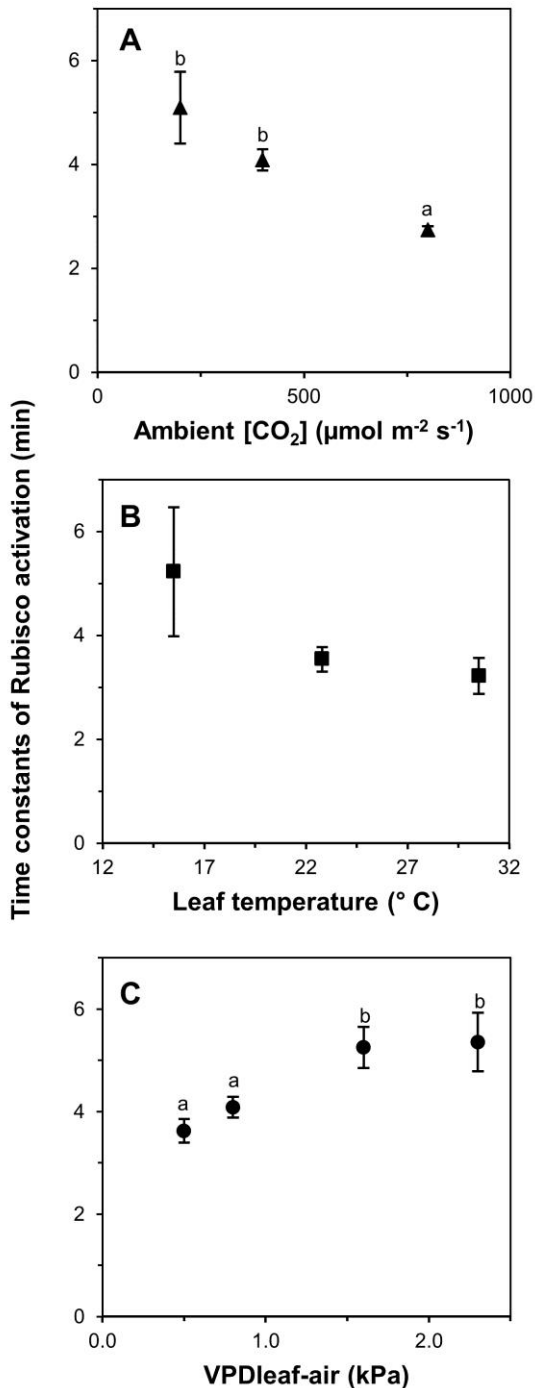 Time constants of Rubisco activation (min)
A
6
4
2
0
b
b
a
0
500
1000
Ambient [CO₂] (µmol m⁻² s⁻¹)
B
6
4
2
0
12
17
22
27
32
Leaf temperature (° C)
C
6
4
2
0
a
a
b
b
0.0
1.0
2.0
VPDleaf-air (kPa)